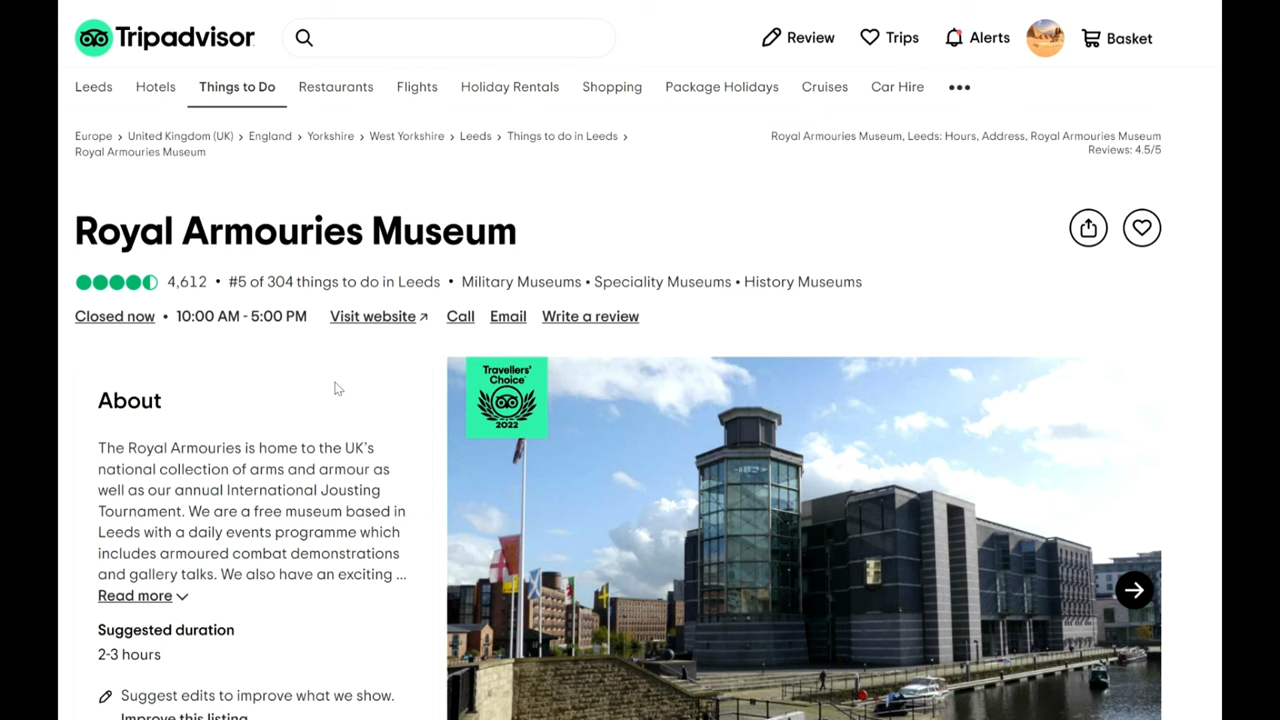 Tripadvisor
Review
Trips
Alerts
Basket
Leeds
Hotels
Things to Do
Restaurants
Flights
Holiday Rentals
Shopping
Package Holidays
Cruises
Car Hire
Europe > United Kingdom (UK) > England > Yorkshire > West Yorkshire > Leeds > Things to do in Leeds >
Royal Armouries Museum
Royal Armouries Museum, Leeds: Hours, Address, Royal Armouries Museum
Reviews: 4.5/5
Royal Armouries Museum
4,612 • #5 of 304 things to do in Leeds • Military Museums • Speciality Museums • History Museums
Closed now • 10:00 AM - 5:00 PM Visit website ↗ Call Email Write a review
About
The Royal Armouries is home to the UK's
national collection of arms and armour as
well as our annual International Jousting
Tournament. We are a free museum based in
Leeds with a daily events programme which
includes armoured combat demonstrations
and gallery talks. We also have an exciting ...
Read more
Suggested duration
2-3 hours
Suggest edits to improve what we show.
Improve this listing
Travellers'
Choice
2022